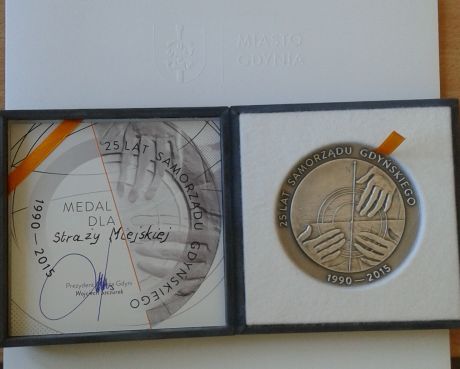 MIASTO
GDYNIA
25 LAT SAMORZĄDU GDYŃSKIEGO
1990 — 2015
MEDAL
DLA
Straży Miejskiej
Prezydent Gdyni
Wojciech Szczurek
25 LAT SAMORZĄDU GDYŃSKIEGO
1990 — 2015